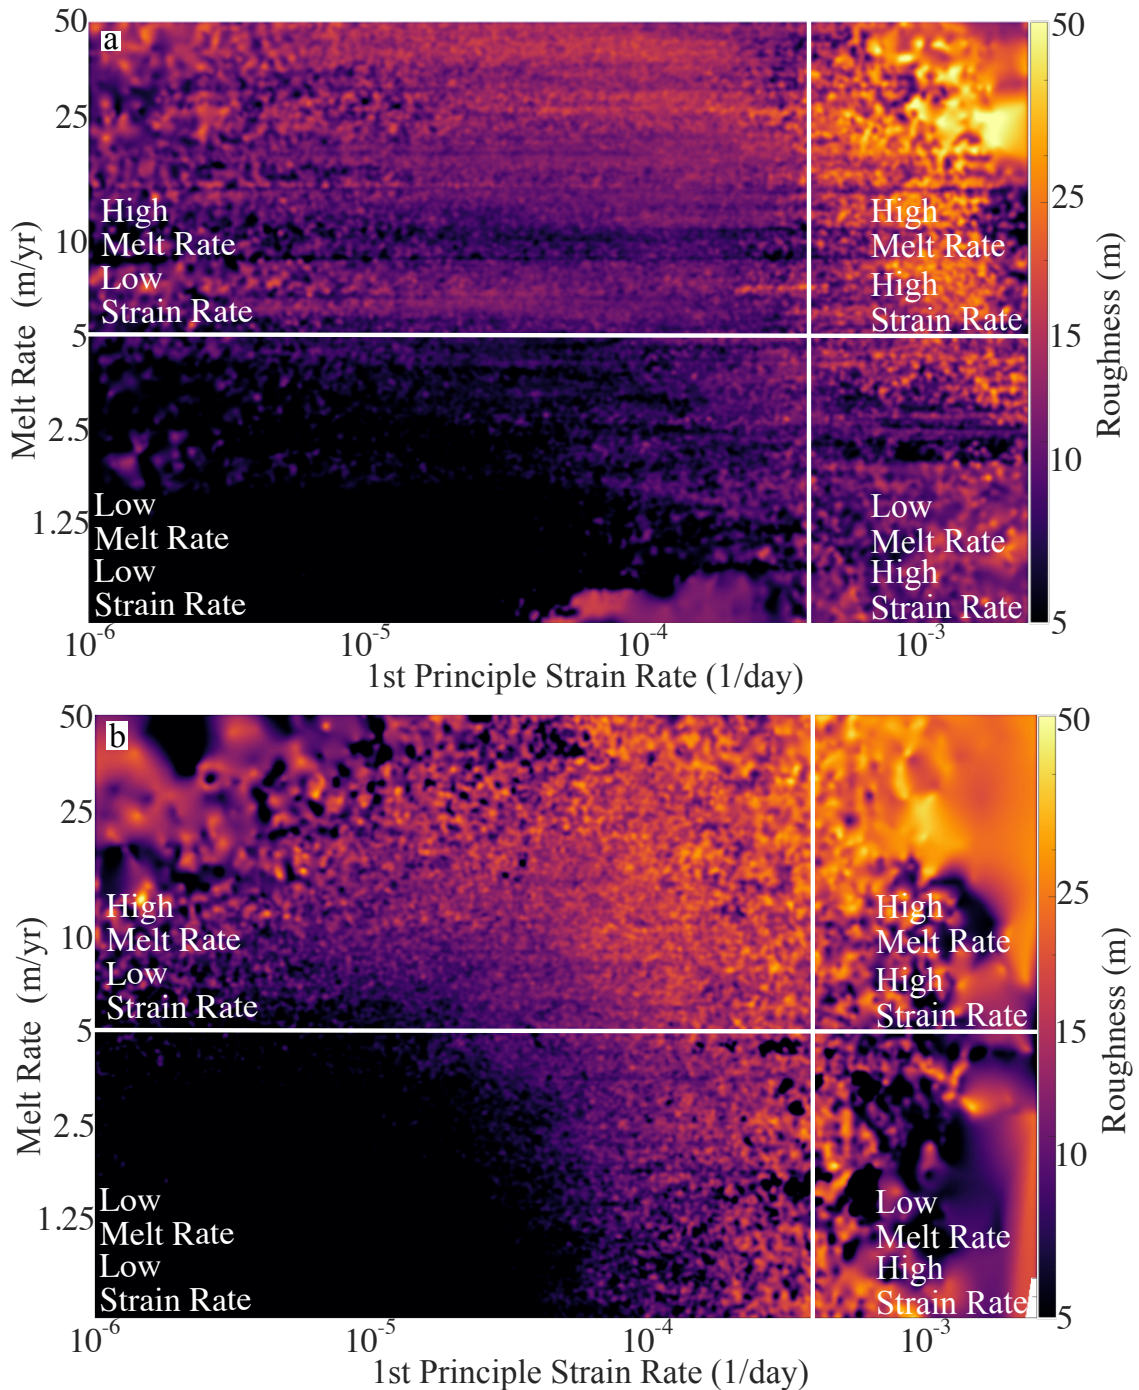 a
50
25
10
5
2.5
1.25
Melt Rate (m/yr)
High
Melt Rate
Low
Strain Rate
High
Melt Rate
High
Strain Rate
Low
Melt Rate
Low
Strain Rate
Low
Melt Rate
High
Strain Rate
10-6
10-5
10-4
10-3
1st Principle Strain Rate (1/day)
50
25
15
10
5
Roughness (m)
b
50
25
10
5
2.5
1.25
Melt Rate (m/yr)
High
Melt Rate
Low
Strain Rate
High
Melt Rate
High
Strain Rate
Low
Melt Rate
Low
Strain Rate
Low
Melt Rate
High
Strain Rate
10-6
10-5
10-4
10-3
1st Principle Strain Rate (1/day)
50
25
15
10
5
Roughness (m)